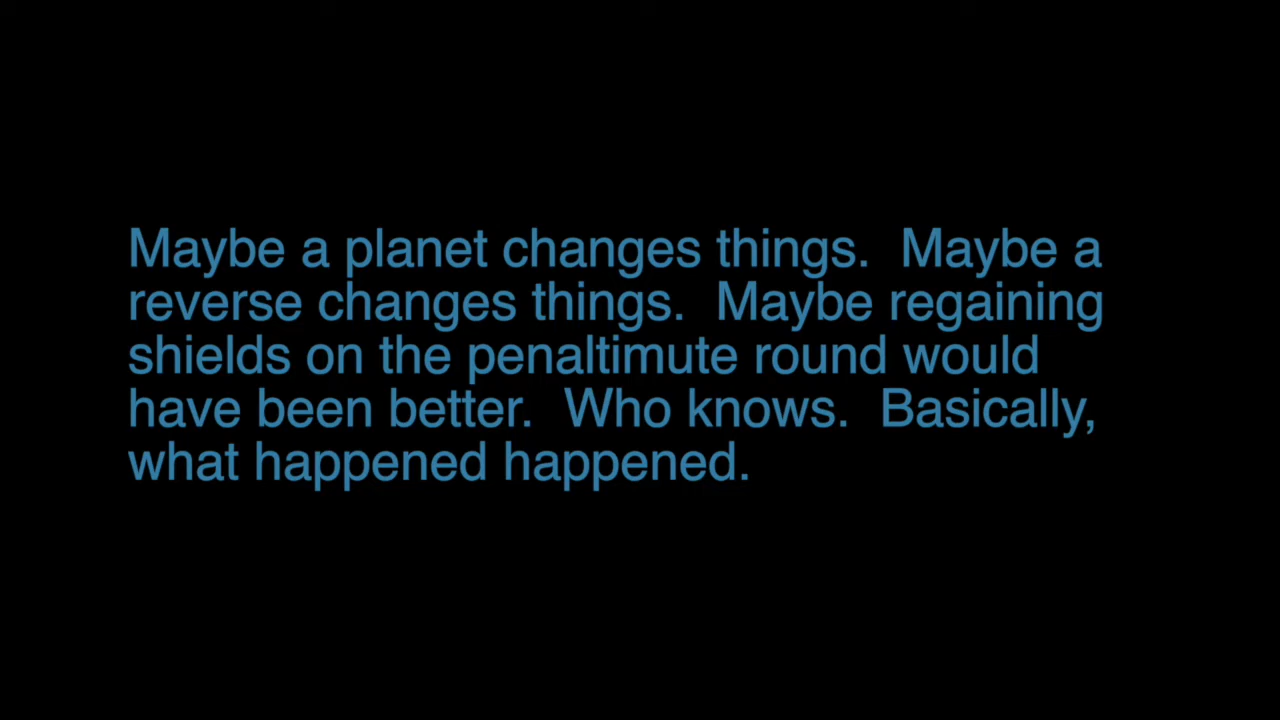 Maybe a planet changes things.  Maybe a
reverse changes things.  Maybe regaining
shields on the penaltimute round would
have been better.  Who knows.  Basically,
what happened happened.